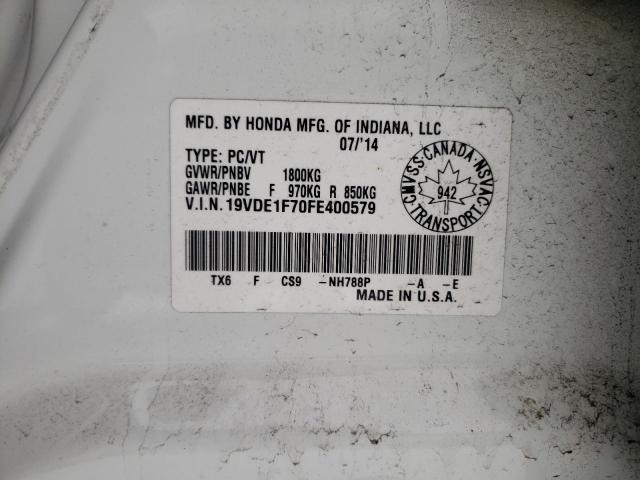 MFD. BY HONDA MFG. OF INDIANA, LLC
07/'14
TYPE: PC/VT
GVWR/PNBV 1800KG
GAWR/PNBE F 970KG R 850KG
V.I.N. 19VDE1F70FE400579
CMVSS·CANADA·NSVAC
942
TRANSPORT
TX6 F CS9 -NH788P -A -E
MADE IN U.S.A.